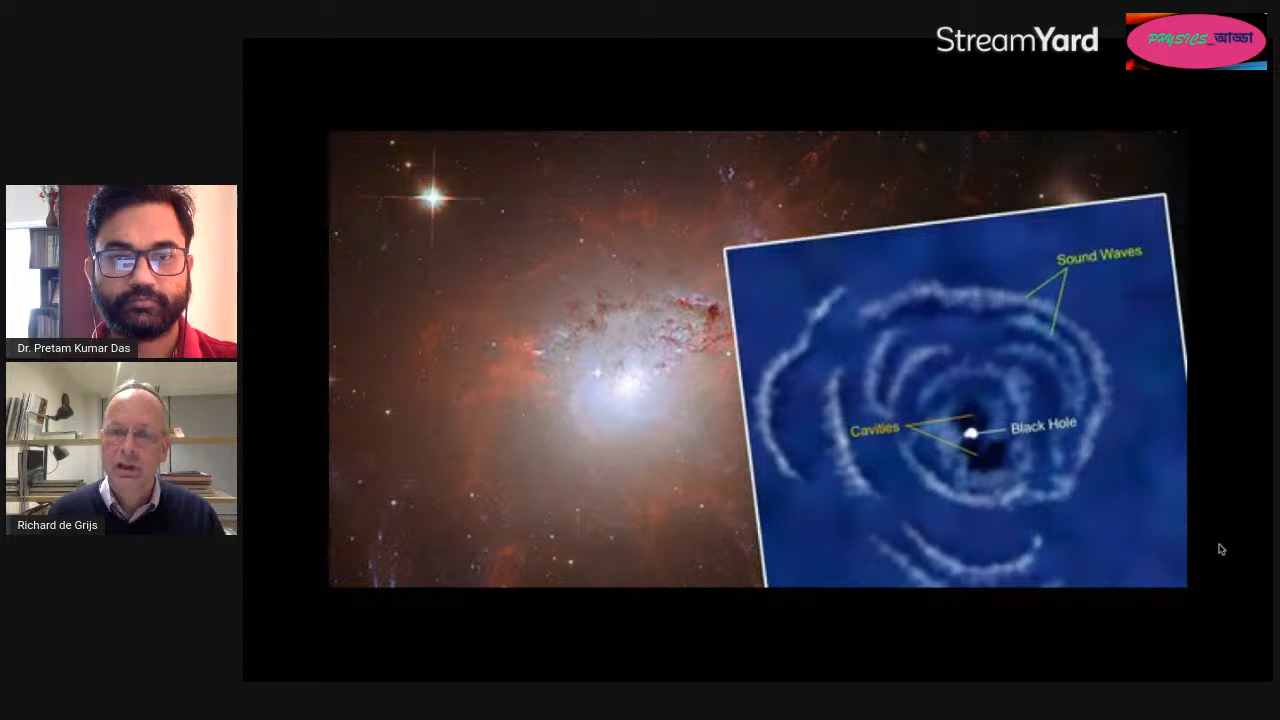 StreamYard
PHYSICS_আড্ডা
Sound Waves
Cavities
Black Hole
Dr. Pretam Kumar Das
Richard de Grijs